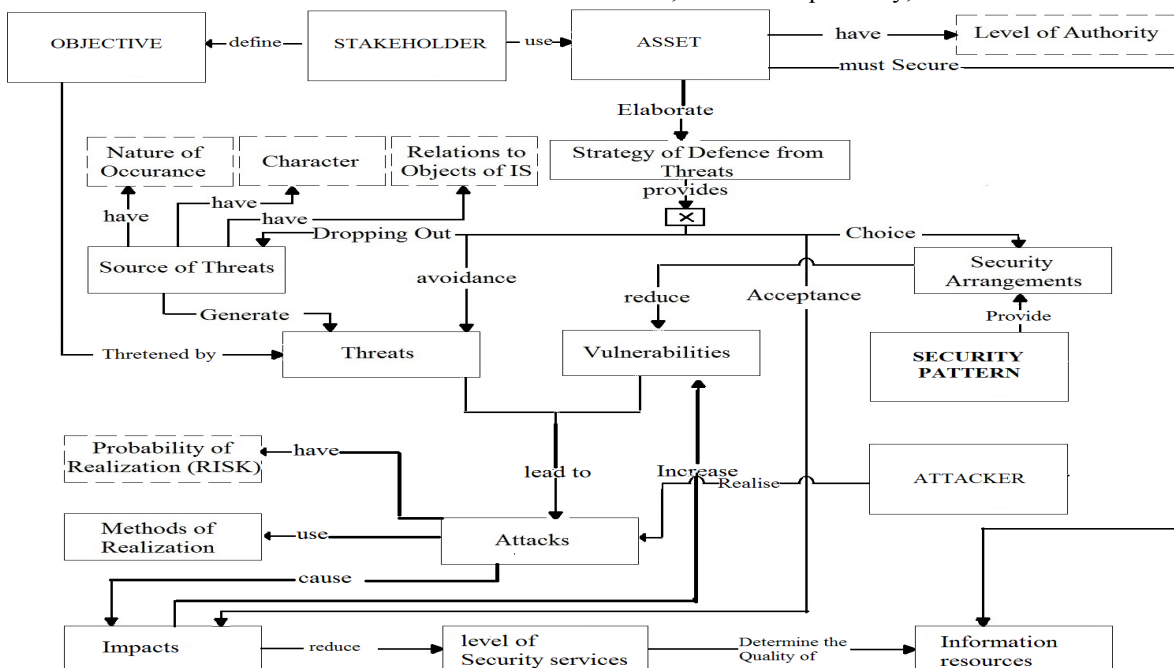 OBJECTIVE
define
STAKEHOLDER
use
ASSET
have
Level of Authority
must Secure
Elaborate
Nature of
Occurance
Character
Relations to
Objects of IS
Strategy of Defence from
Threats
provides
X
have
have
have
Dropping Out
Choice
Source of Threats
avoidance
Security
Arrangements
reduce
Acceptance
Generate
Provide
Thretened by
Threats
Vulnerabilities
SECURITY
PATTERN
Probability of
Realization (RISK)
have
lead to
Increase
Realise
ATTACKER
Methods of
Realization
use
Attacks
cause
Impacts
reduce
level of
Security services
Determine the
Quality of
Information
resources